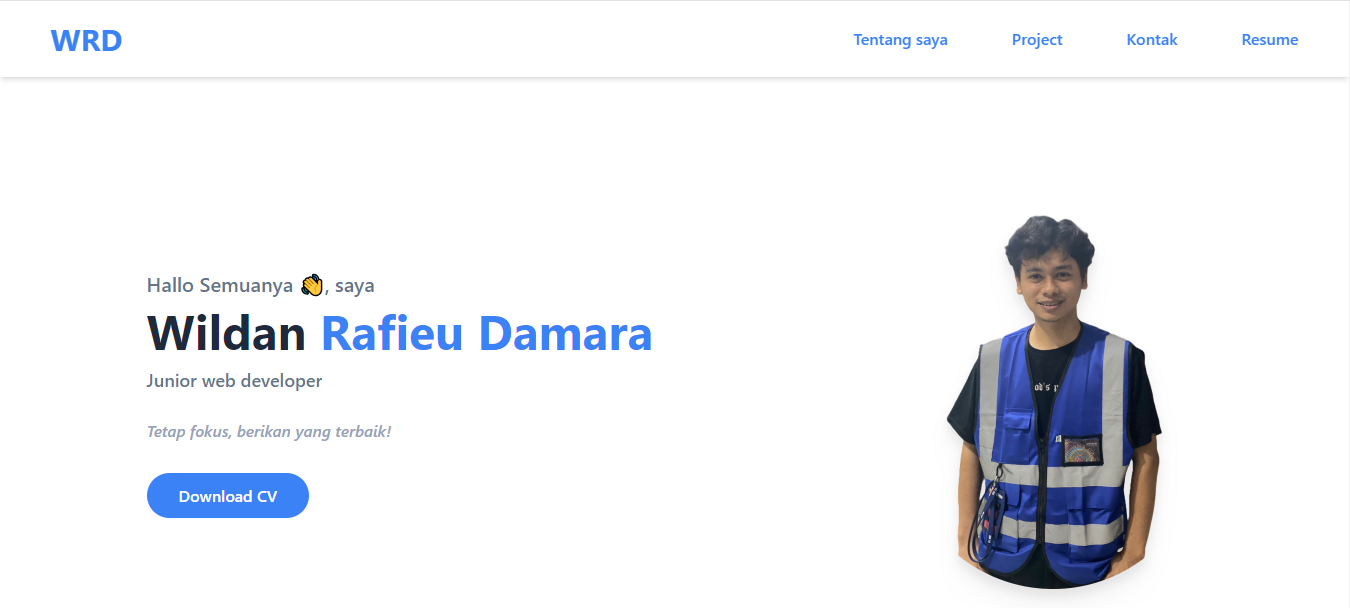 WRD
Tentang saya Project Kontak Resume
Hallo Semuanya 👋, saya
Wildan Rafieu Damara
Junior web developer
Tetap fokus, berikan yang terbaik!
Download CV